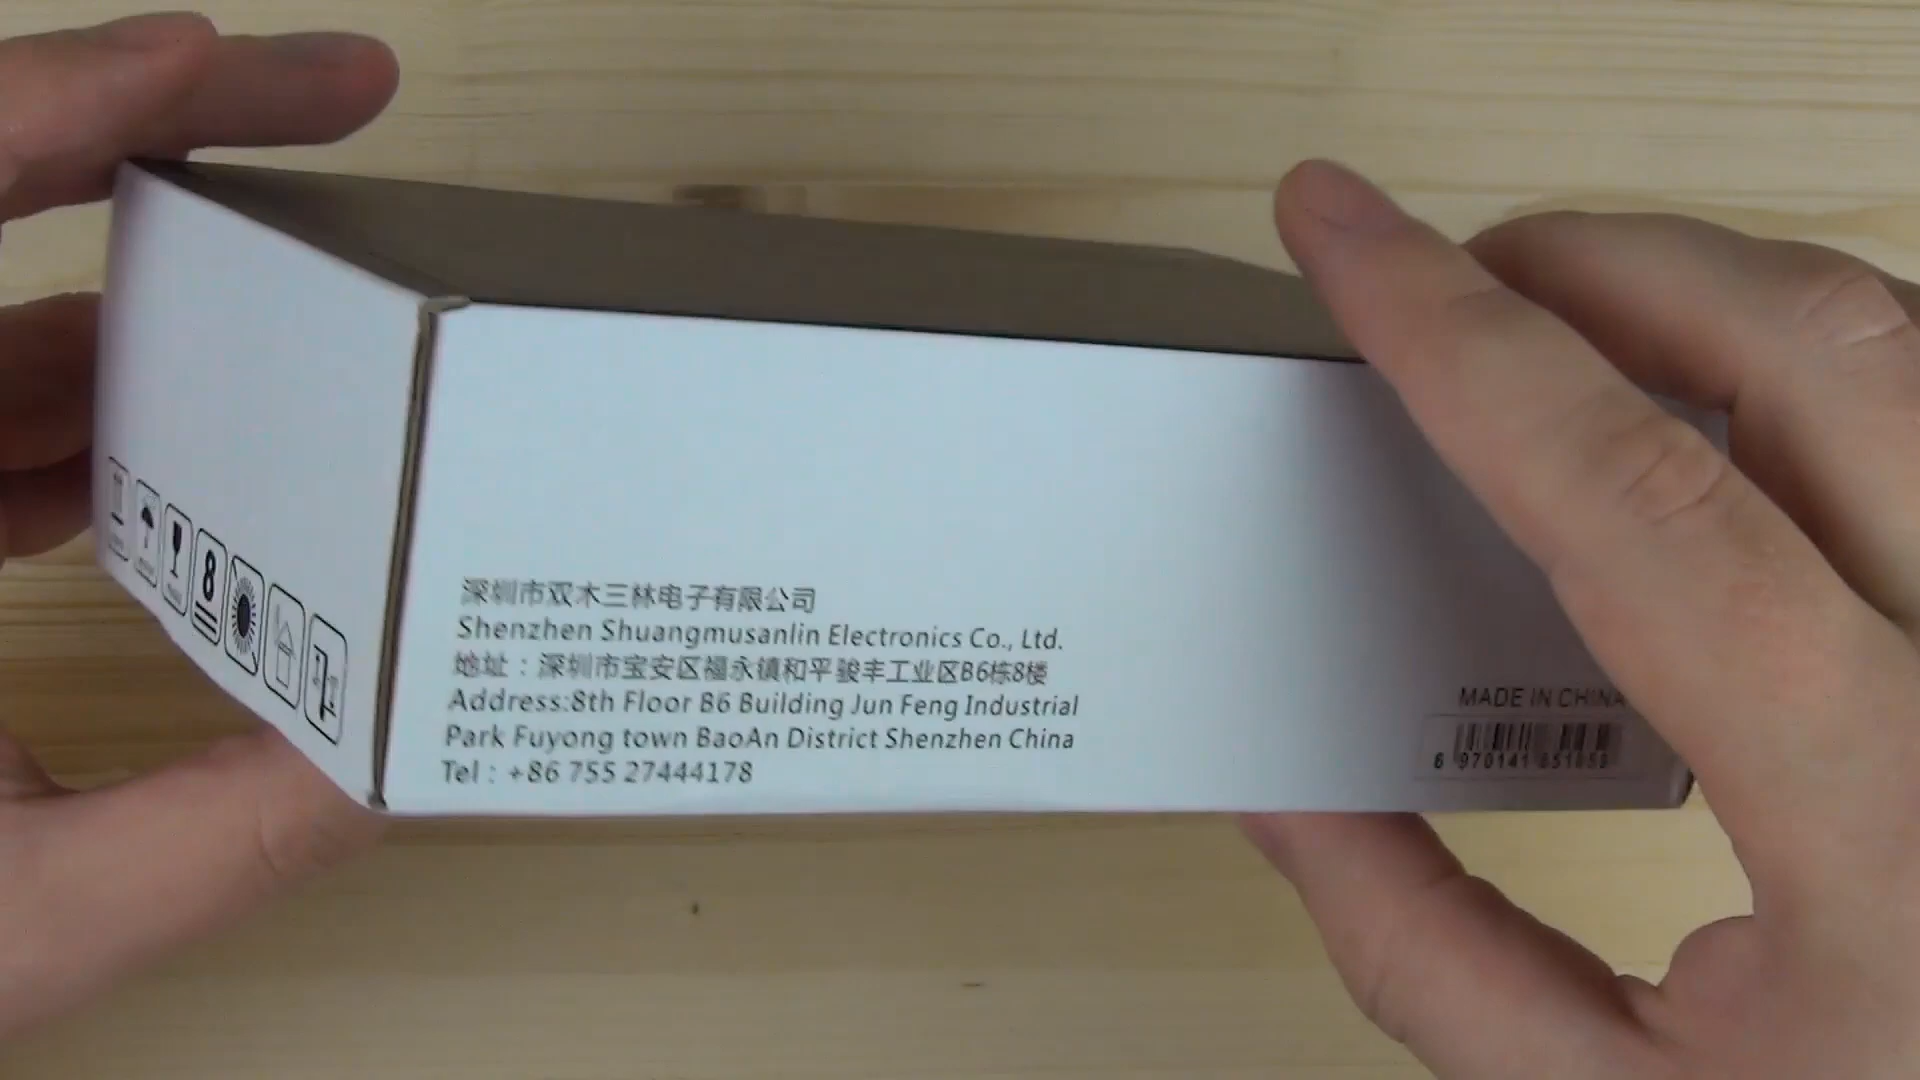 深圳市双木三林电子有限公司
Shenzhen Shuangmusanlin Electronics Co., Ltd.
地址：深圳市宝安区福永镇和平骏丰工业区B6栋8楼
Address:8th Floor B6 Building Jun Feng Industrial
Park Fuyong town BaoAn District Shenzhen China
Tel : +86 755 27444178
8
MADE IN CHINA
6 970141